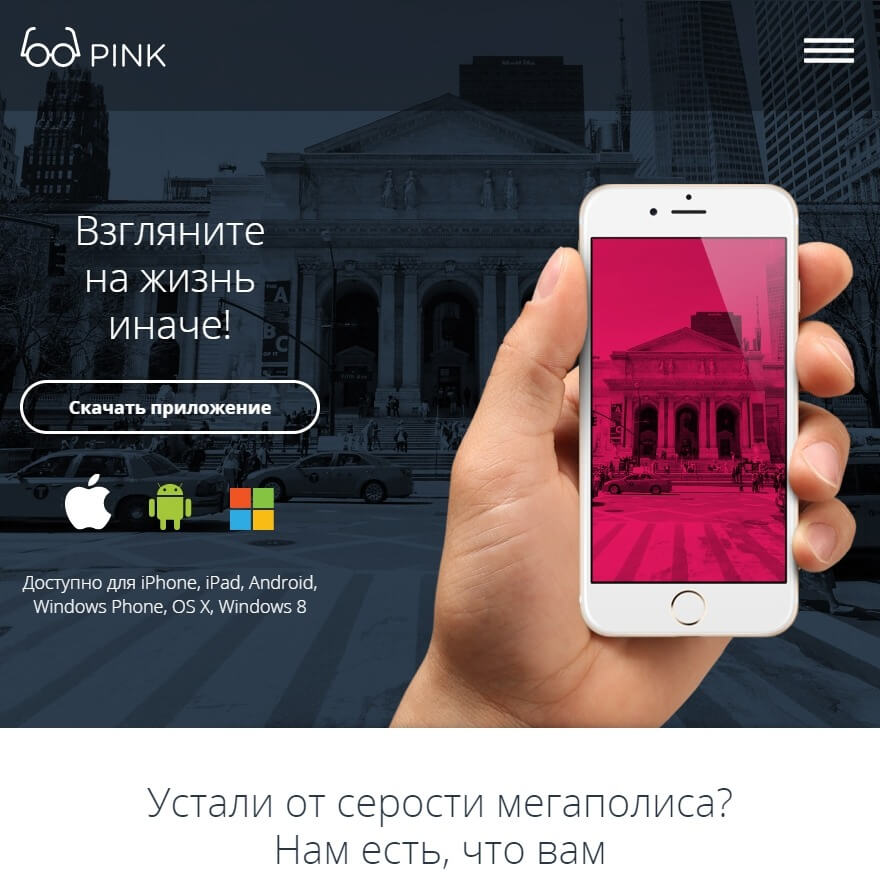 PINK
Взгляните
на жизнь
иначе!
Скачать приложение
Доступно для iPhone, iPad, Android,
Windows Phone, OS X, Windows 8
A
B
C
Устали от серости мегаполиса?
Нам есть, что вам